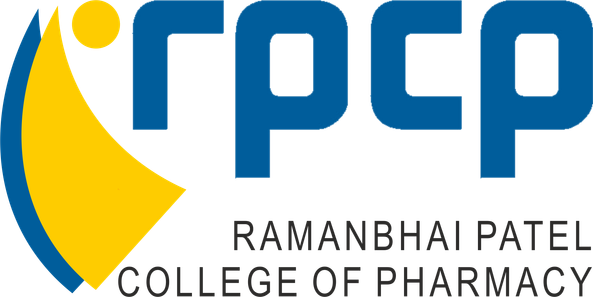 rpcp
RAMANBHAI PATEL
COLLEGE OF PHARMACY